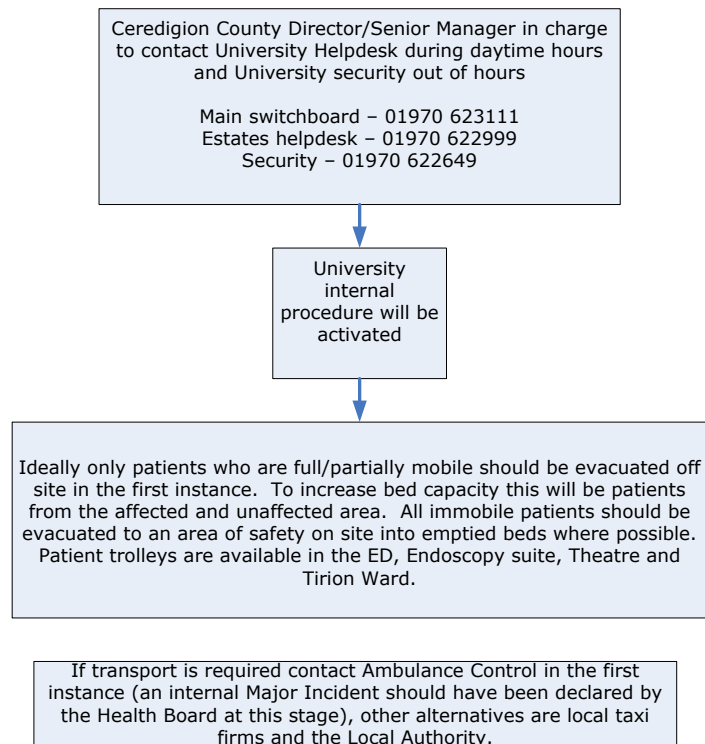 Ceredigion County Director/Senior Manager in charge
to contact University Helpdesk during daytime hours
and University security out of hours
Main switchboard – 01970 623111
Estates helpdesk – 01970 622999
Security – 01970 622649
University
internal
procedure will be
activated
Ideally only patients who are full/partially mobile should be evacuated off
site in the first instance.  To increase bed capacity this will be patients
from the affected and unaffected area.  All immobile patients should be
evacuated to an area of safety on site into emptied beds where possible.
Patient trolleys are available in the ED, Endoscopy suite, Theatre and
Tirion Ward.
If transport is required contact Ambulance Control in the first
instance (an internal Major Incident should have been declared by
the Health Board at this stage), other alternatives are local taxi
firms and the Local Authority.